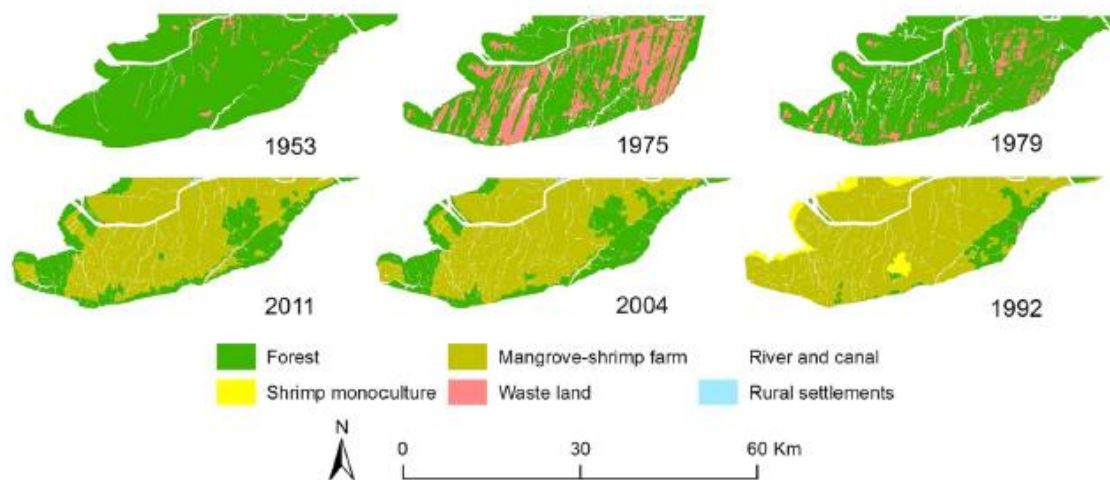 1953
1975
1979
2011
2004
1992
Forest
Mangrove-shrimp farm
River and canal
Shrimp monoculture
Waste land
Rural settlements
N
0
30
60 Km